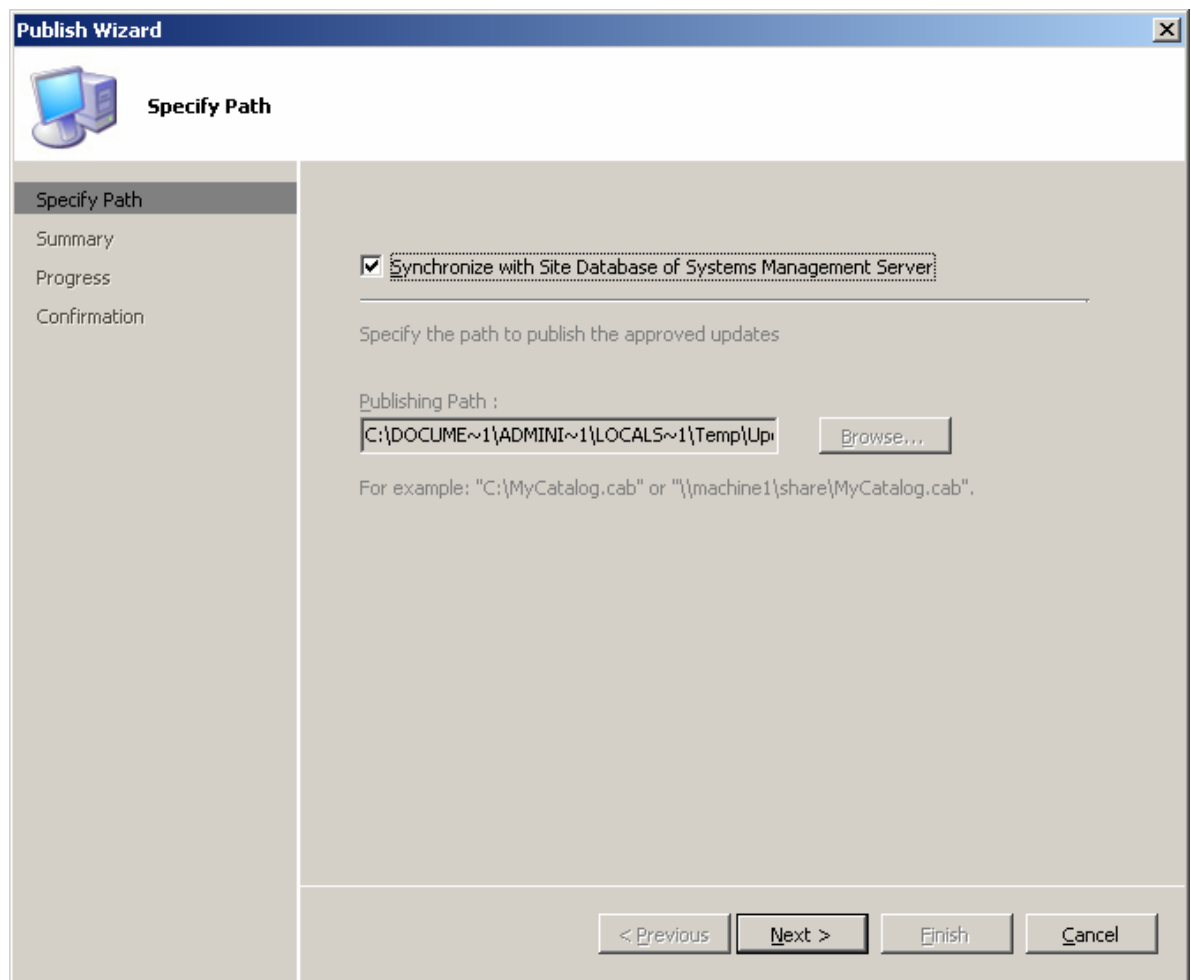 Publish Wizard
Specify Path
Specify Path
Summary
Progress
Confirmation
Synchronize with Site Database of Systems Management Server
Specify the path to publish the approved updates
Publishing Path :
C:\DOCUME~1\ADMINI~1\LOCALS~1\Temp\Up
Browse...
For example: "C:\MyCatalog.cab" or "\\machine1\share\MyCatalog.cab".
< Previous
Next >
Finish
Cancel